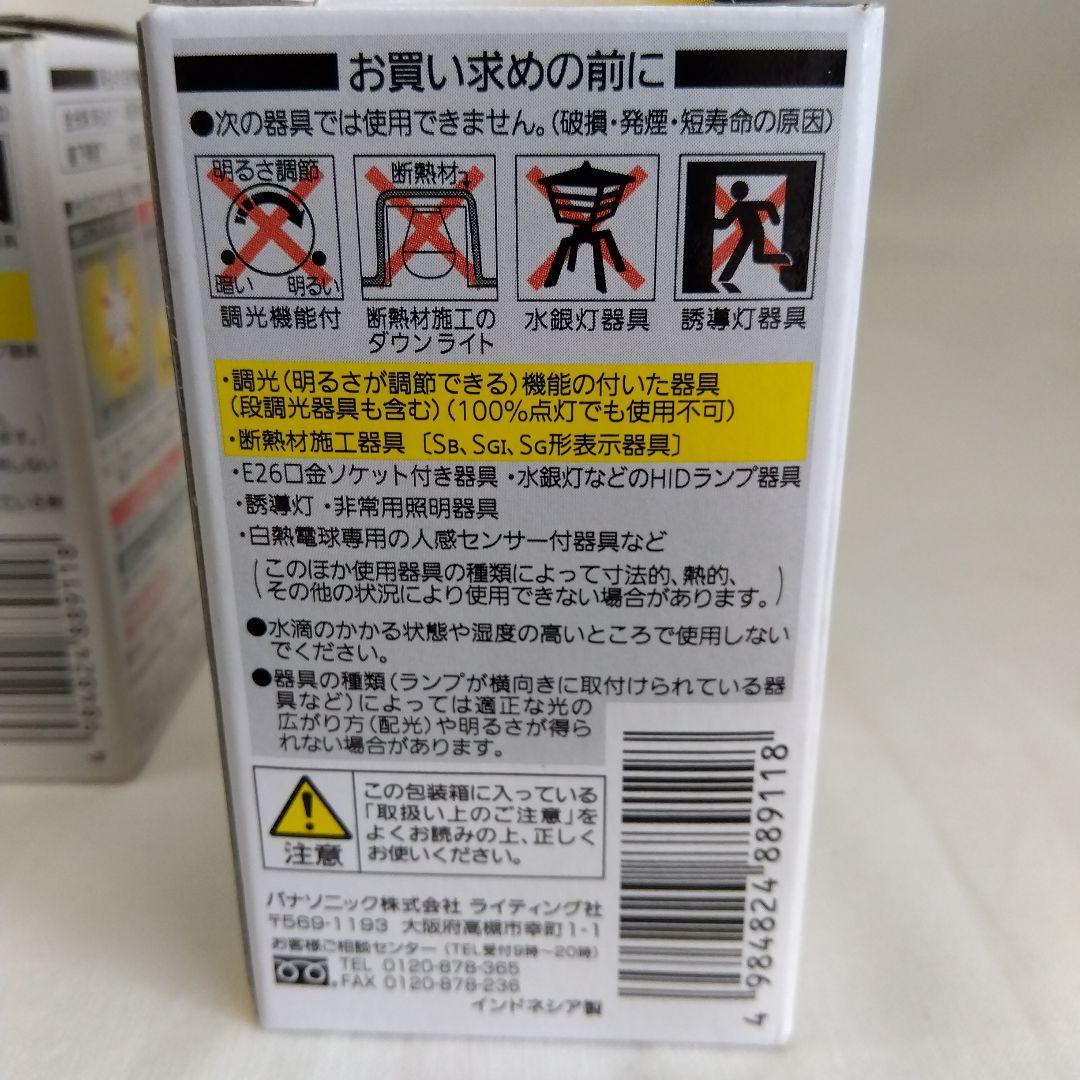 お買い求めの前に
●次の器具では使用できません。(破損・発煙・短寿命の原因)
明るさ調節
暗い 明るい
断熱材
調光機能付
断熱材施工の
ダウンライト
水銀灯器具
誘導灯器具
・調光(明るさが調節できる)機能の付いた器具
(段調光器具も含む)(100%点灯でも使用不可)
・断熱材施工器具〔SB、SGI、SG形表示器具〕
・E26口金ソケット付き器具 ・水銀灯などのHIDランプ器具
・誘導灯 ・非常用照明器具
・白熱電球専用の人感センサー付器具など
(このほか使用器具の種類によって寸法的、熱的、
その他の状況により使用できない場合があります。)
●水滴のかかる状態や湿度の高いところで使用しない
でください。
●器具の種類(ランプが横向きに取付けられている器
具など)によっては適正な光の
広がり方(配光)や明るさが得ら
れない場合があります。
注意
この包装箱に入っている
「取扱い上のご注意」を
よくお読みの上、正しく
お使いください。
パナソニック株式会社 ライティング社
〒569-1193 大阪府高槻市幸町1-1
お客様ご相談センター (TEL受付9時〜20時)
TEL 0120-878-365
FAX 0120-878-236
インドネシア製
4 984824 889118